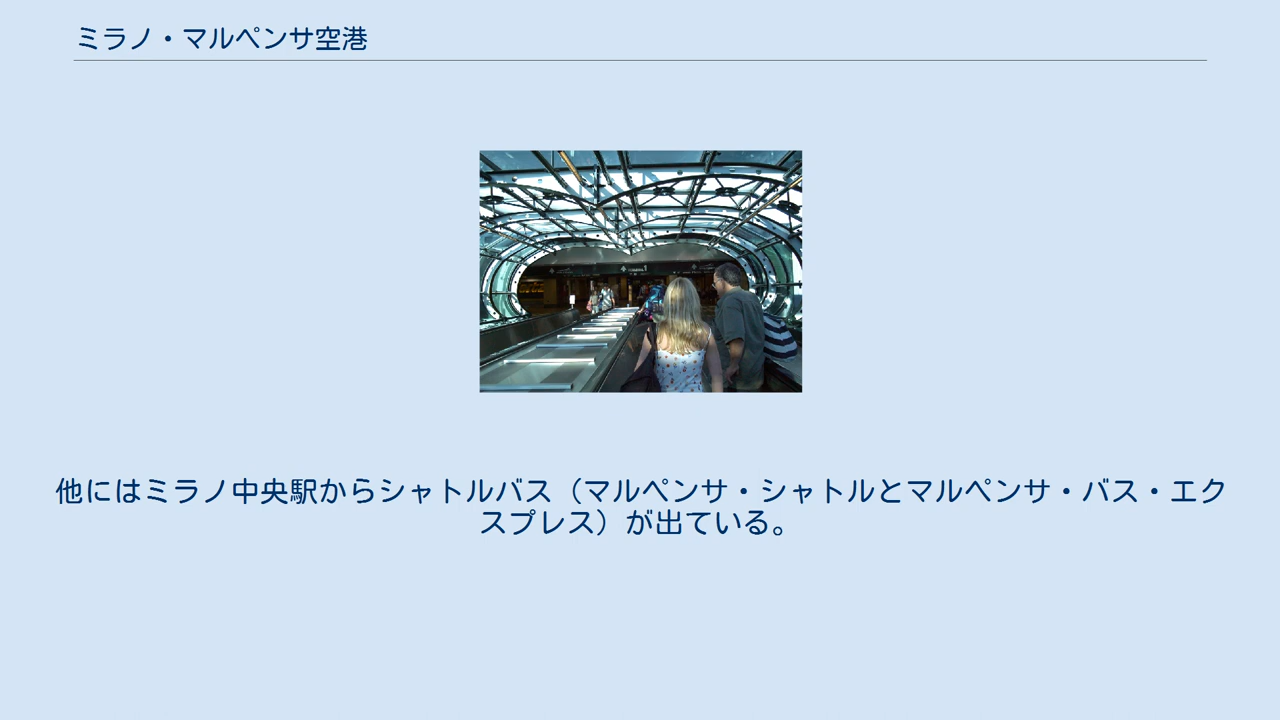 ミラノ・マルペンサ空港
他にはミラノ中央駅からシャトルバス（マルペンサ・シャトルとマルペンサ・バス・エク
スプレス）が出ている。